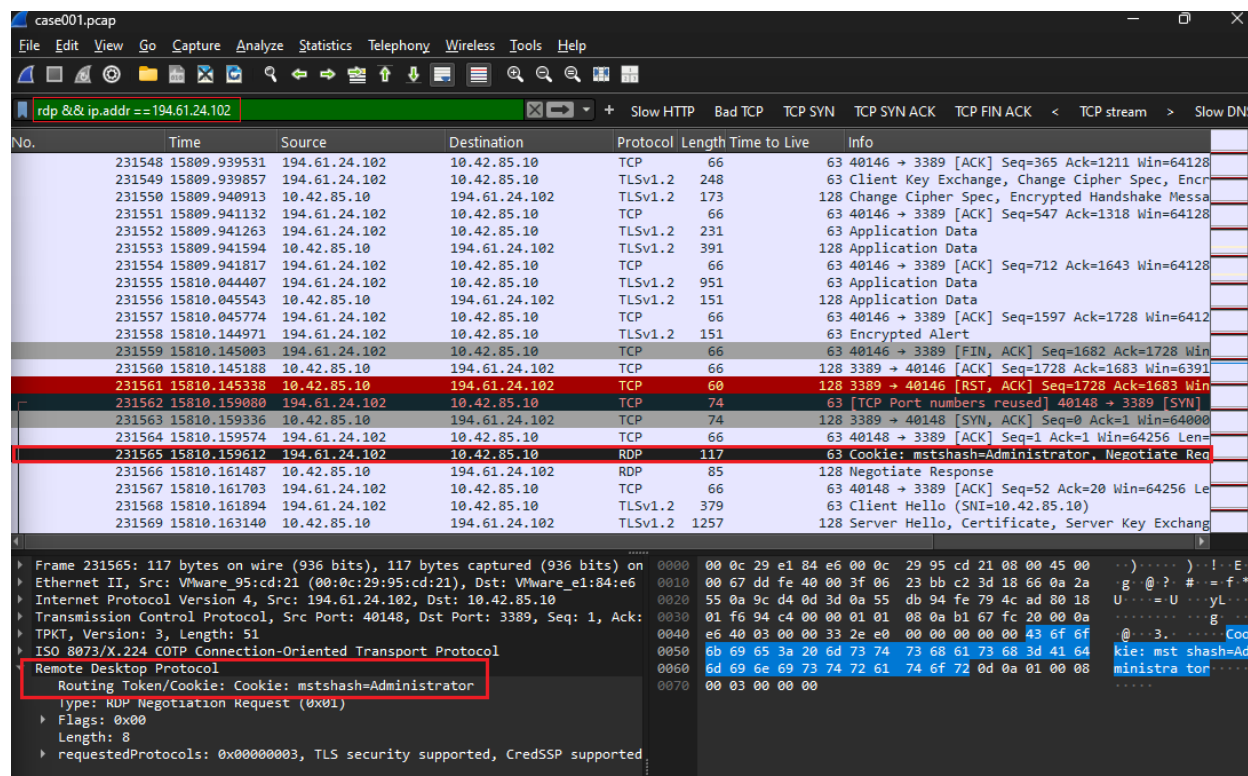 case001.pcap
File Edit View Go Capture Analyze Statistics Telephony Wireless Tools Help
rdp && ip.addr ==194.61.24.102 + Slow HTTP Bad TCP TCP SYN TCP SYN ACK TCP FIN ACK < TCP stream > Slow DNS
No. Time Source Destination Protocol Length Time to Live Info
231548 15809.939531 194.61.24.102 10.42.85.10 TCP 66 63 40146 → 3389 [ACK] Seq=365 Ack=1211 Win=64128
231549 15809.939857 194.61.24.102 10.42.85.10 TLSv1.2 248 63 Client Key Exchange, Change Cipher Spec, Encr
231550 15809.940913 10.42.85.10 194.61.24.102 TLSv1.2 173 128 Change Cipher Spec, Encrypted Handshake Messa
231551 15809.941132 194.61.24.102 10.42.85.10 TCP 66 63 40146 → 3389 [ACK] Seq=547 Ack=1318 Win=64128
231552 15809.941263 194.61.24.102 10.42.85.10 TLSv1.2 231 63 Application Data
231553 15809.941594 10.42.85.10 194.61.24.102 TLSv1.2 391 128 Application Data
231554 15809.941817 194.61.24.102 10.42.85.10 TCP 66 63 40146 → 3389 [ACK] Seq=712 Ack=1643 Win=64128
231555 15810.044407 194.61.24.102 10.42.85.10 TLSv1.2 951 63 Application Data
231556 15810.045543 10.42.85.10 194.61.24.102 TLSv1.2 151 128 Application Data
231557 15810.045774 194.61.24.102 10.42.85.10 TCP 66 63 40146 → 3389 [ACK] Seq=1597 Ack=1728 Win=6412
231558 15810.144971 194.61.24.102 10.42.85.10 TLSv1.2 151 63 Encrypted Alert
231559 15810.145003 194.61.24.102 10.42.85.10 TCP 66 63 40146 → 3389 [FIN, ACK] Seq=1682 Ack=1728 Win
231560 15810.145188 10.42.85.10 194.61.24.102 TCP 66 128 3389 → 40146 [ACK] Seq=1728 Ack=1683 Win=6391
231561 15810.145338 10.42.85.10 194.61.24.102 TCP 60 128 3389 → 40146 [RST, ACK] Seq=1728 Ack=1683 Win
231562 15810.159080 194.61.24.102 10.42.85.10 TCP 74 63 [TCP Port numbers reused] 40148 → 3389 [SYN]
231563 15810.159336 10.42.85.10 194.61.24.102 TCP 74 128 3389 → 40148 [SYN, ACK] Seq=0 Ack=1 Win=64000
231564 15810.159574 194.61.24.102 10.42.85.10 TCP 66 63 40148 → 3389 [ACK] Seq=1 Ack=1 Win=64256 Len=
231565 15810.159612 194.61.24.102 10.42.85.10 RDP 117 63 Cookie: mstshash=Administrator, Negotiate Req
231566 15810.161487 10.42.85.10 194.61.24.102 RDP 85 128 Negotiate Response
231567 15810.161703 194.61.24.102 10.42.85.10 TCP 66 63 40148 → 3389 [ACK] Seq=52 Ack=20 Win=64256 Le
231568 15810.161894 194.61.24.102 10.42.85.10 TLSv1.2 379 63 Client Hello (SNI=10.42.85.10)
231569 15810.163140 10.42.85.10 194.61.24.102 TLSv1.2 1257 128 Server Hello, Certificate, Server Key Exchang
Frame 231565: 117 bytes on wire (936 bits), 117 bytes captured (936 bits) on
Ethernet II, Src: VMware_95:cd:21 (00:0c:29:95:cd:21), Dst: VMware_e1:84:e6
Internet Protocol Version 4, Src: 194.61.24.102, Dst: 10.42.85.10
Transmission Control Protocol, Src Port: 40148, Dst Port: 3389, Seq: 1, Ack:
TPKT, Version: 3, Length: 51
ISO 8073/X.224 COTP Connection-Oriented Transport Protocol
Remote Desktop Protocol
Routing Token/Cookie: Cookie: mstshash=Administrator
Type: RDP Negotiation Request (0x01)
Flags: 0x00
Length: 8
requestedProtocols: 0x00000003, TLS security supported, CredSSP supported
0000 00 0c 29 e1 84 e6 00 0c 29 95 cd 21 08 00 45 00 ··)····· )··!··E·
0010 00 67 dd fe 40 00 3f 06 23 bb c2 3d 18 66 0a 2a ·g··@·?· #··=·f·*
0020 55 0a 9c d4 0d 3d 0a 55 db 94 fe 79 4c ad 80 18 U····=·U ···yL···
0030 01 f6 94 c4 00 00 01 01 08 0a b1 67 fc 20 00 0a ········ ···g· ··
0040 e6 40 03 00 00 33 2e e0 00 00 00 00 00 43 6f 6f ·@···3.· ·····Coo
0050 6b 69 65 3a 20 6d 73 74 73 68 61 73 68 3d 41 64 kie: mst shash=Ad
0060 6d 69 6e 69 73 74 72 61 74 6f 72 0d 0a 01 00 08 ministra tor·····
0070 00 03 00 00 00 ·····